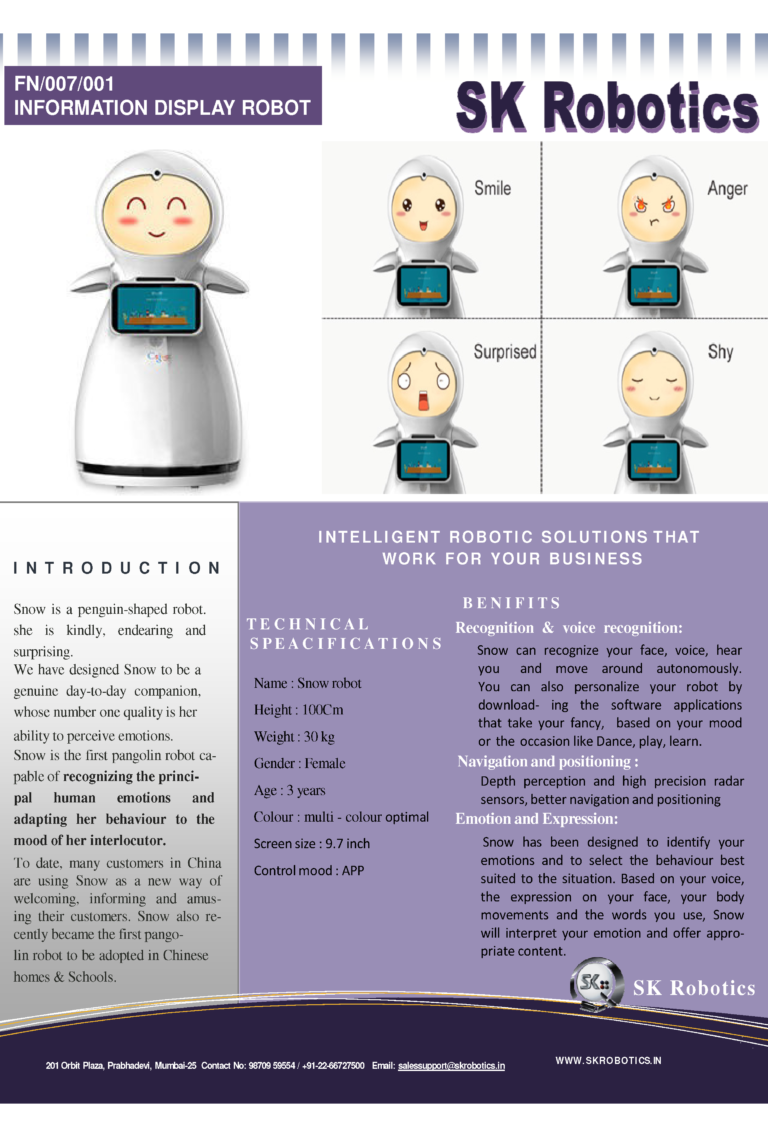 FN/007/001
INFORMATION DISPLAY ROBOT
SK Robotics
Smile
Anger
Surprised
Shy
INTRODUCTION
Snow is a penguin-shaped robot.
she is kindly, endearing and
surprising.
We have designed Snow to be a
genuine day-to-day companion,
whose number one quality is her
ability to perceive emotions.
Snow is the first pangolin robot ca-
pable of recognizing the princi-
pal human emotions and
adapting her behaviour to the
mood of her interlocutor.
To date, many customers in China
are using Snow as a new way of
welcoming, informing and amus-
ing their customers. Snow also re-
cently became the first pango-
lin robot to be adopted in Chinese
homes & Schools.
INTELLIGENT ROBOTIC SOLUTIONS THAT
WORK FOR YOUR BUSINESS
TECHNICAL
SPEACIFICATIONS
Name : Snow robot
Height : 100Cm
Weight : 30 kg
Gender : Female
Age : 3 years
Colour : multi - colour optimal
Screen size : 9.7 inch
Control mood : APP
BENIFITS
Recognition & voice recognition:
Snow can recognize your face, voice, hear
you and move around autonomously.
You can also personalize your robot by
download- ing the software applications
that take your fancy, based on your mood
or the occasion like Dance, play, learn.
Navigation and positioning :
Depth perception and high precision radar
sensors, better navigation and positioning
Emotion and Expression:
Snow has been designed to identify your
emotions and to select the behaviour best
suited to the situation. Based on your voice,
the expression on your face, your body
movements and the words you use, Snow
will interpret your emotion and offer appro-
priate content.
SK::
SK Robotics
201 Orbit Plaza, Prabhadevi, Mumbai-25 Contact No: 98709 59554 / +91-22-66727500 Email: salessupport@skrobotics.in
WWW.SKROBOTICS.IN